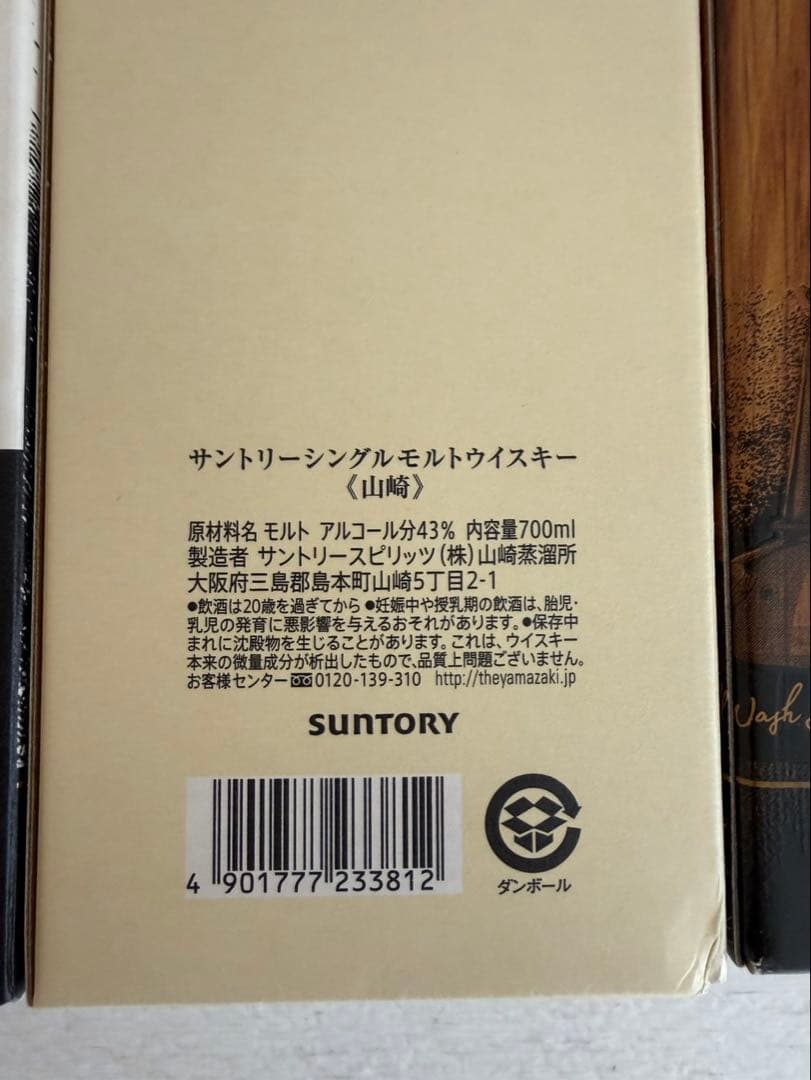 サントリーシングルモルトウイスキー
《山崎》
原材料名 モルト アルコール分43% 内容量700ml
製造者 サントリースピリッツ(株)山崎蒸溜所
大阪府三島郡島本町山崎5丁目2-1
●飲酒は20歳を過ぎてから ●妊娠中や授乳期の飲酒は、胎児・
乳児の発育に悪影響を与えるおそれがあります。●保存中
まれに沈殿物を生じることがあります。これは、ウイスキー
本来の微量成分が析出したもので、品質上問題ございません。
お客様センター 0120-139-310 http://theyamazaki.jp
SUNTORY
4 901777 233812
ダンボール
Wash